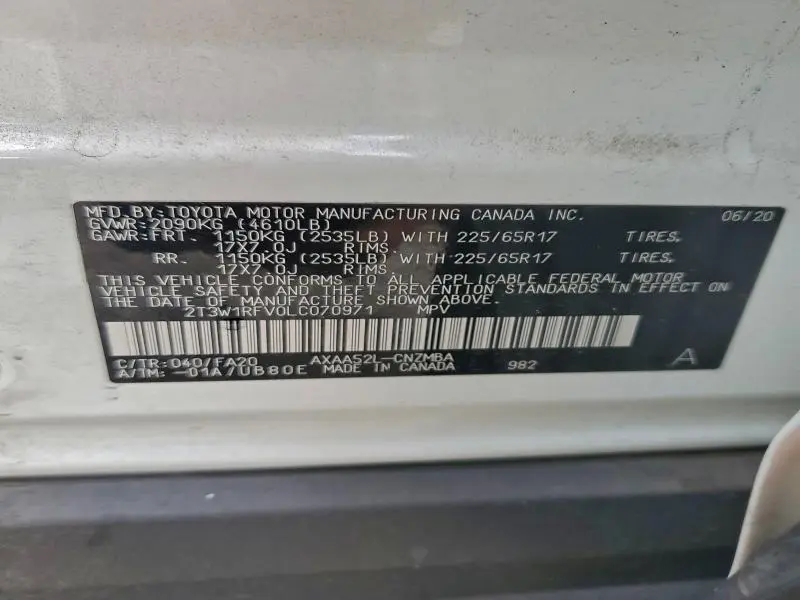 MFD.BY:TOYOTA MOTOR MANUFACTURING CANADA INC. 06/20
GVWR:2090KG (4610LB)
GAWR:FRT. 1150KG (2535LB) WITH 225/65R17 TIRES,
17X7.0J RIMS,
RR. 1150KG (2535LB) WITH 225/65R17 TIRES,
17X7.0J RIMS
THIS VEHICLE CONFORMS TO ALL APPLICABLE FEDERAL MOTOR
VEHICLE SAFETY AND THEFT PREVENTION STANDARDS IN EFFECT ON
THE DATE OF MANUFACTURE SHOWN ABOVE.
2T3W1RFV0LC070971 MPV
C/TR:040/FA20 AXAA52L-CNZMBA 982 A
A/TM: -01A/UB80E MADE IN CANADA